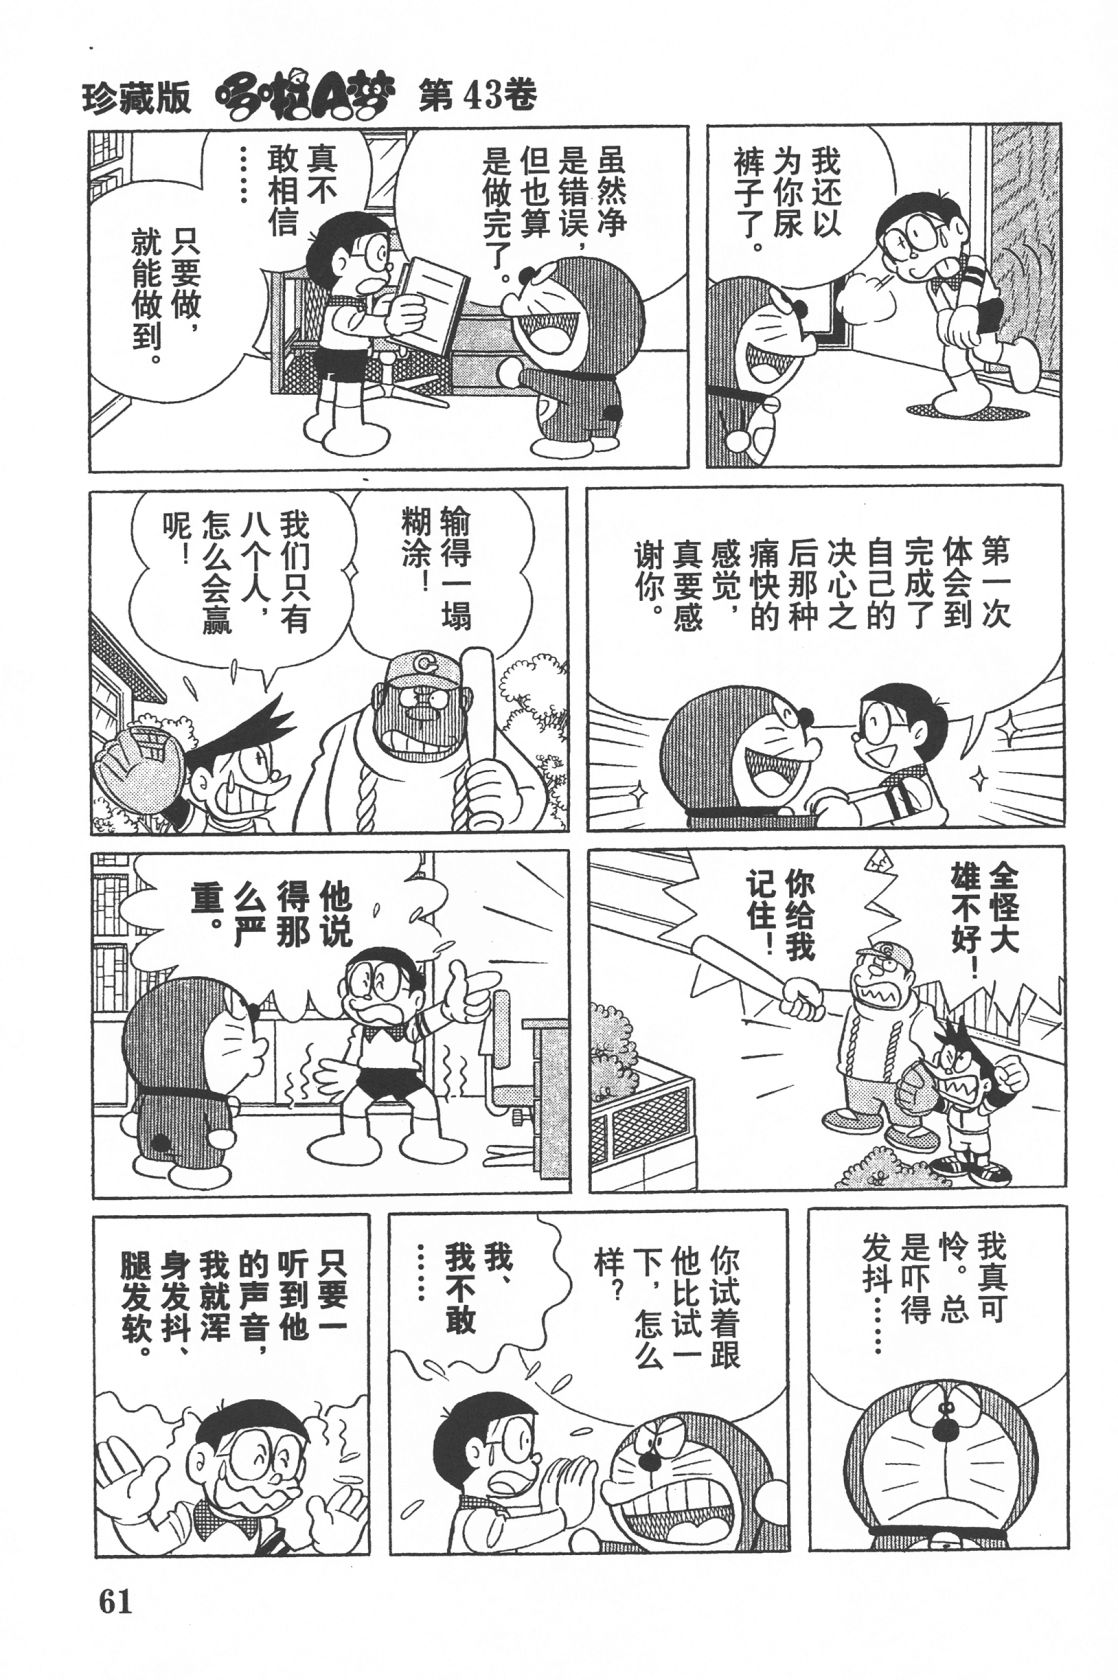 珍藏版 哆啦A梦 第43卷
我还以
为你尿
裤子了。
虽然净
是错误，
但也算
是做完了。
真不
敢相信
……
只要做，
就能做到。
第一次
体会到
完成了
自己的
决心之
后那种
痛快的
感觉，
真要感
谢你。
输得一塌
糊涂！
我们只有
八个人，
怎么会赢
呢！
全怪大
雄不好！
你给我
记住！
他说
得那
么严
重。
我真可
怜。总
是吓得
发抖……
你试着跟
他比试一
下，怎么
样？
我、
我不敢
……
只要一
听到他
的声音，
我就浑
身发抖、
腿发软。
61